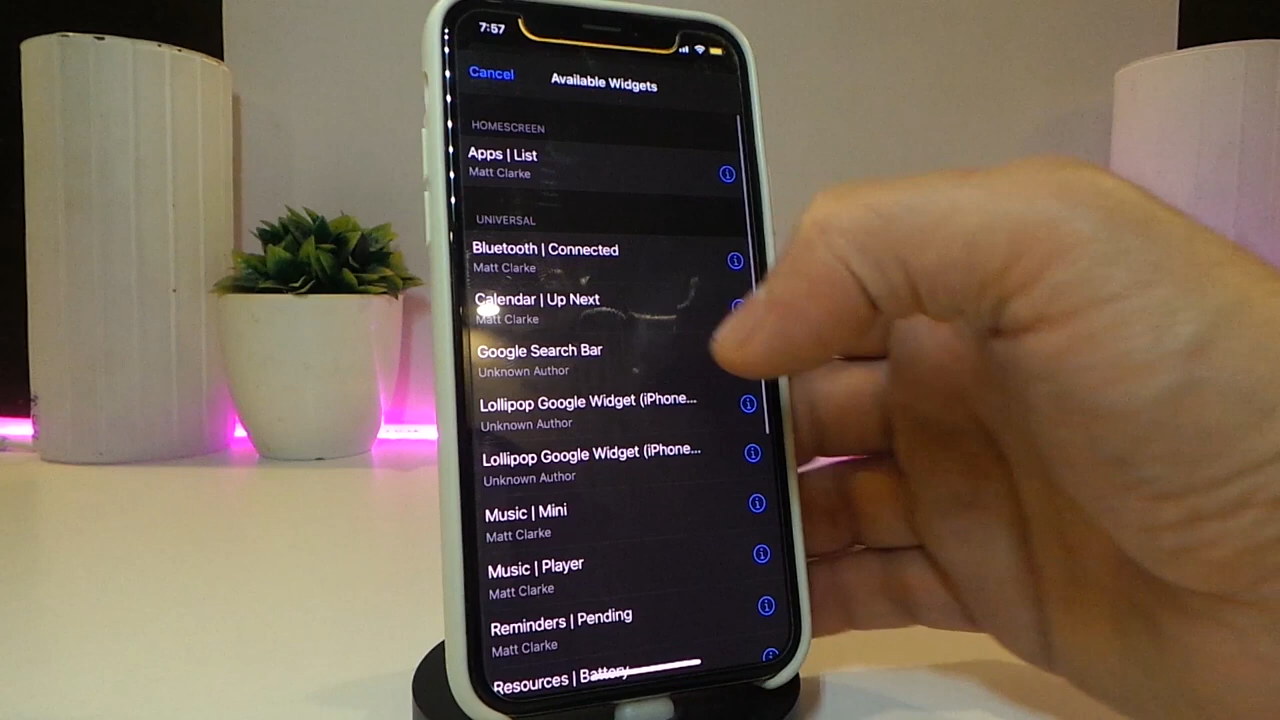 7:57
Cancel
Available Widgets
HOMESCREEN
Apps | List
Matt Clarke
UNIVERSAL
Bluetooth | Connected
Matt Clarke
Calendar | Up Next
Matt Clarke
Google Search Bar
Unknown Author
Lollipop Google Widget (iPhone...
Unknown Author
Lollipop Google Widget (iPhone...
Unknown Author
Music | Mini
Matt Clarke
Music | Player
Matt Clarke
Reminders | Pending
Matt Clarke
Resources | Battery